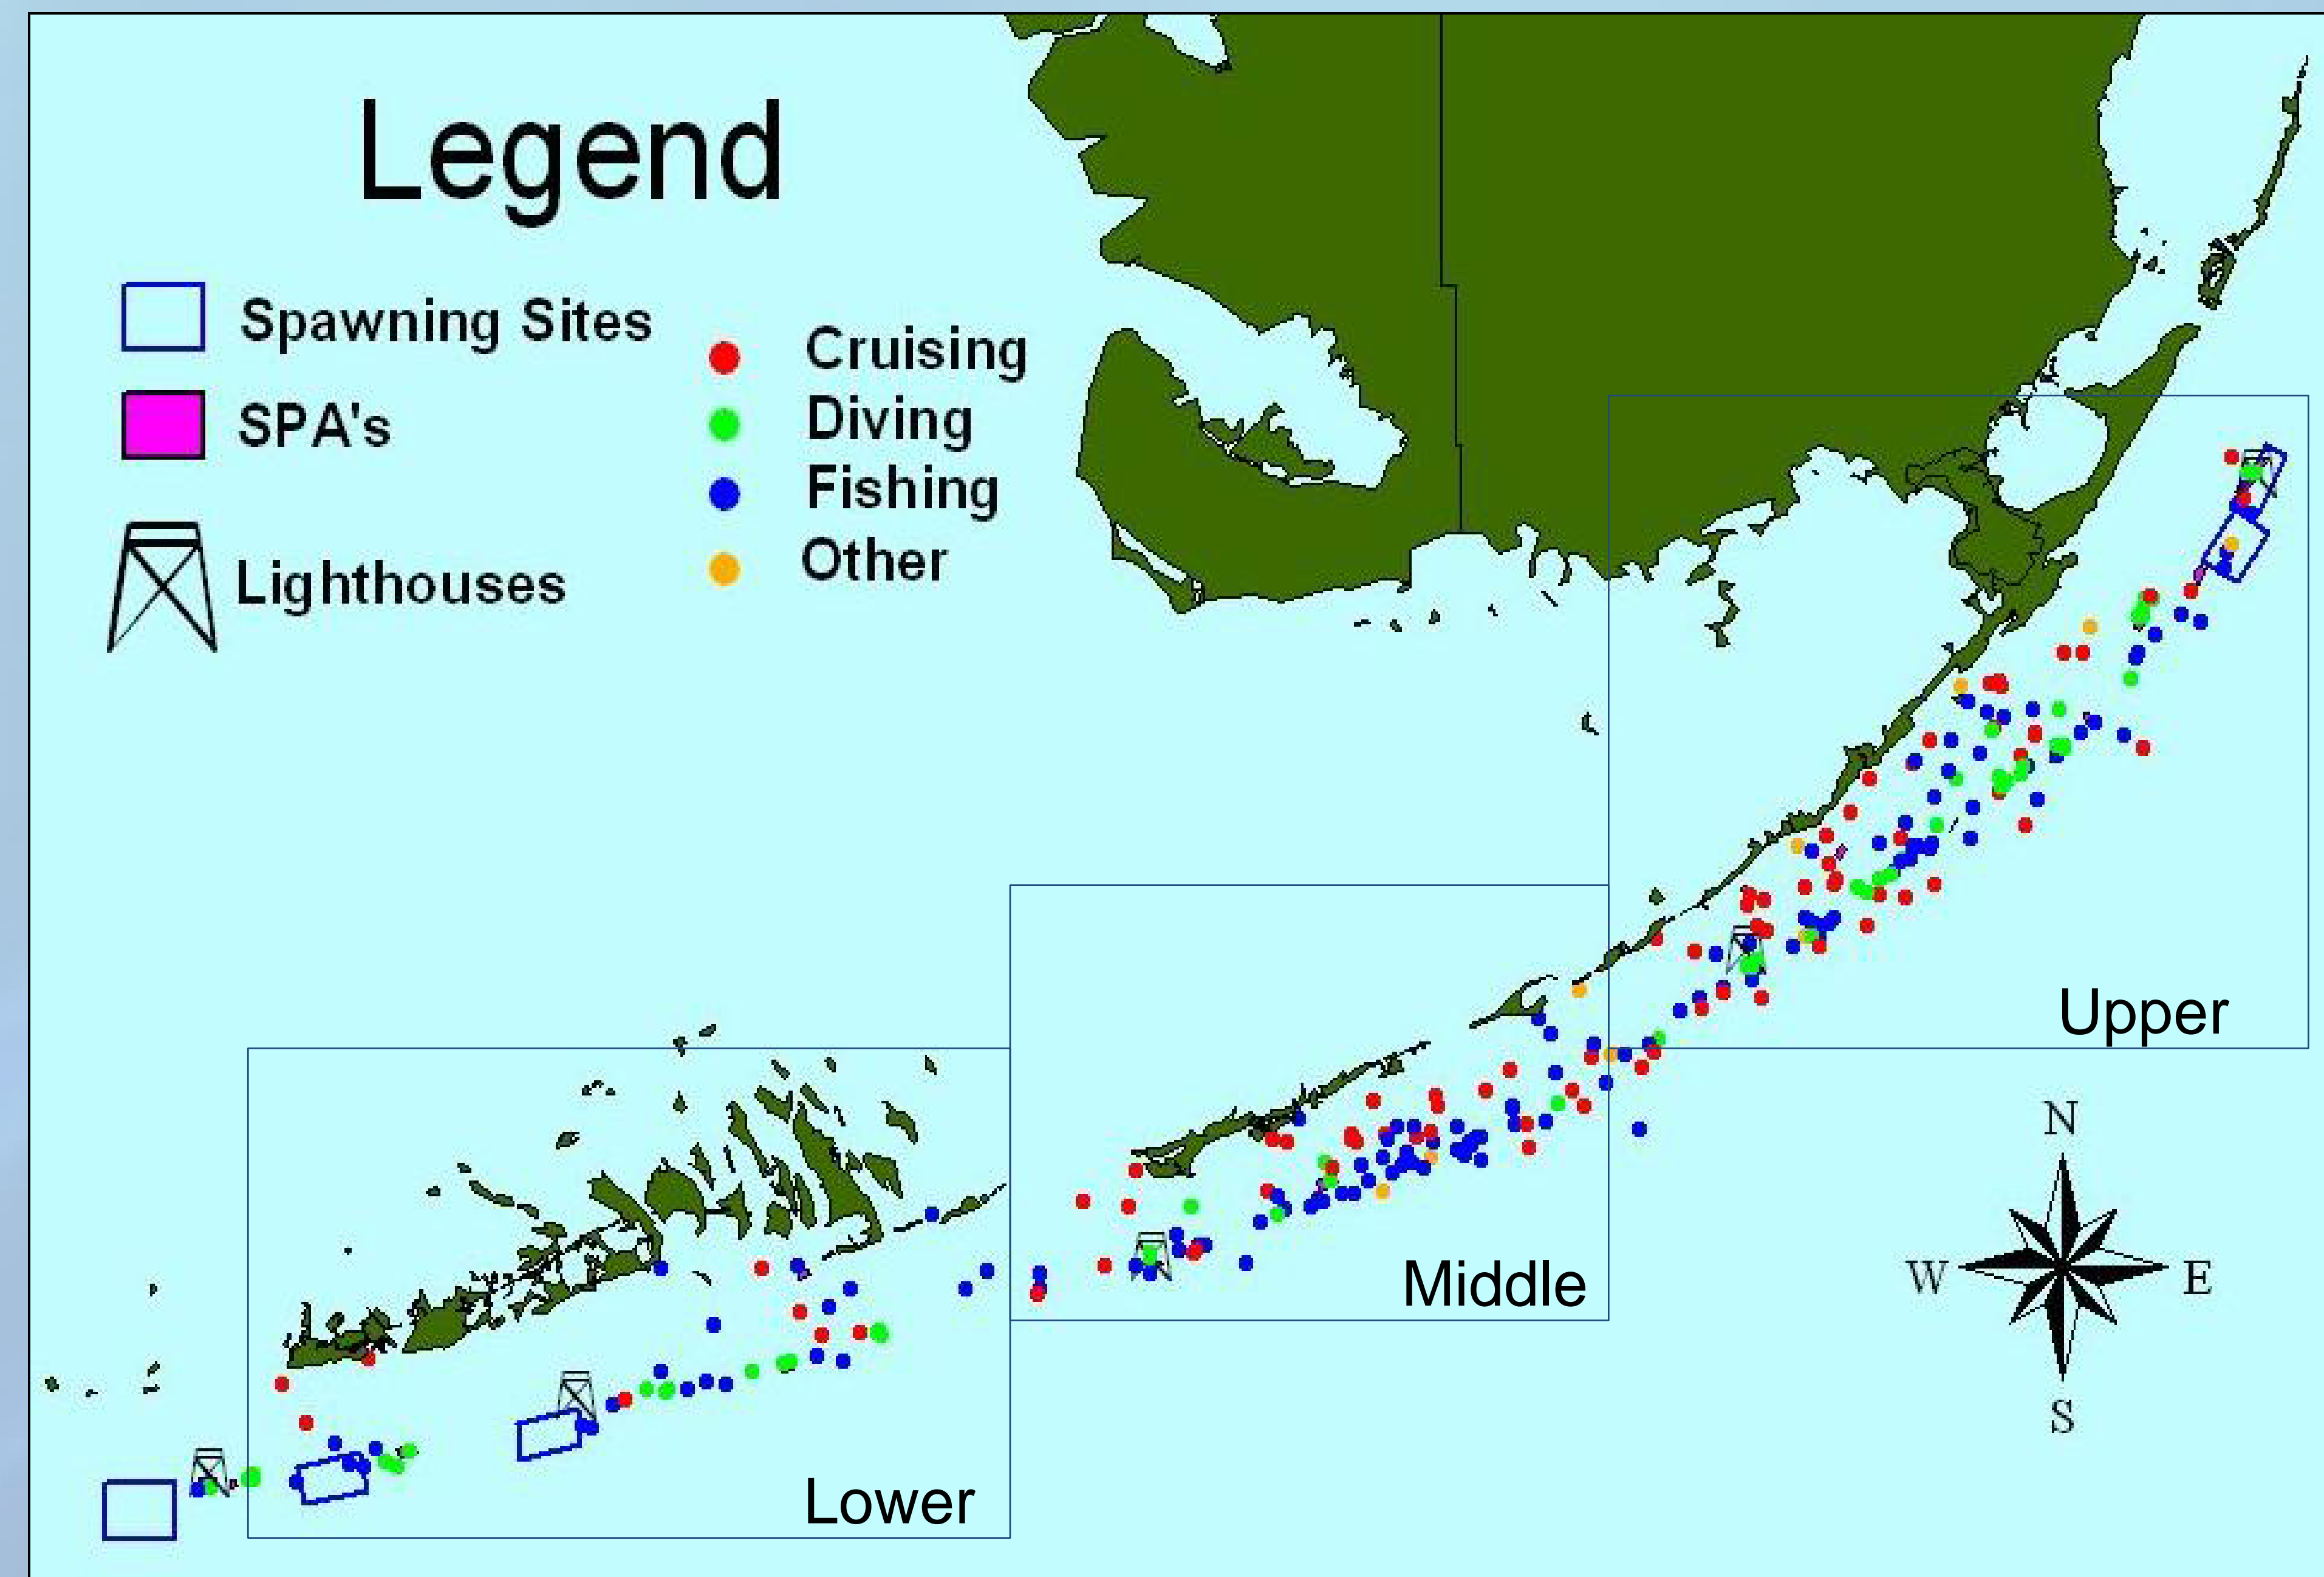 Legend
Spawning Sites
SPA's
Lighthouses
Cruising
Diving
Fishing
Other
Upper
Middle
Lower
N
W
E
S